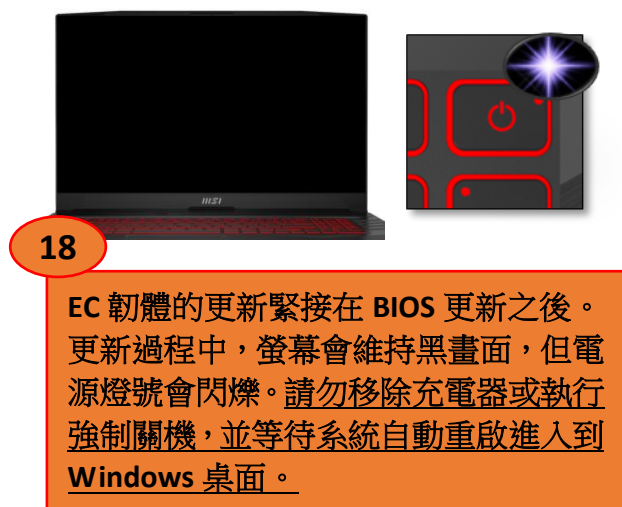 msi
18
EC 韌體的更新緊接在 BIOS 更新之後。
更新過程中，螢幕會維持黑畫面，但電
源燈號會閃爍。請勿移除充電器或執行
強制關機，並等待系統自動重啟進入到
Windows 桌面。